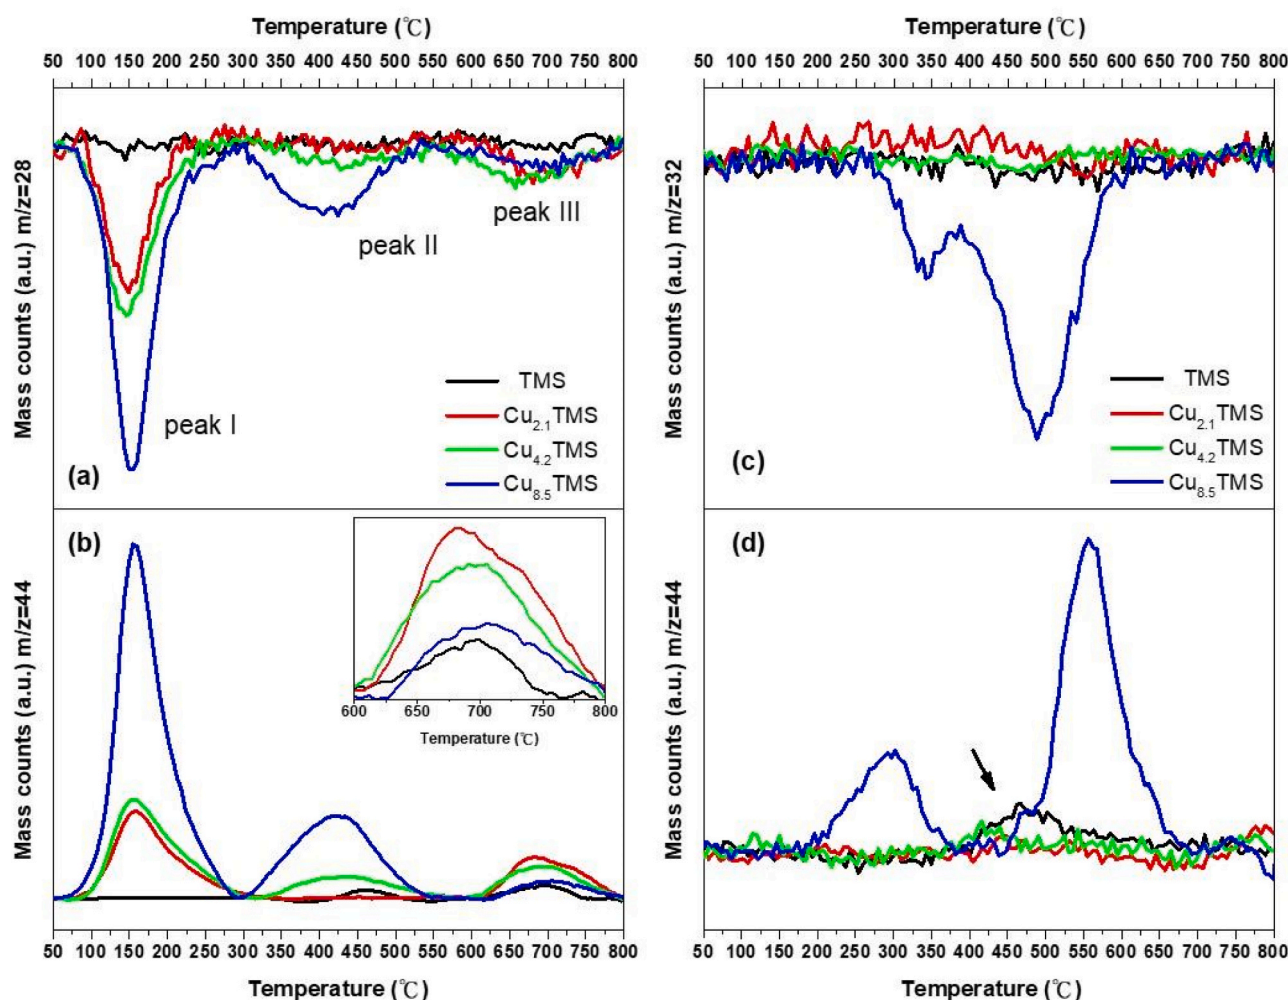 Temperature (℃)
50 100 150 200 250 300 350 400 450 500 550 600 650 700 750 800
Mass counts (a.u.) m/z=28
peak I
peak II
peak III
TMS
Cu2.1TMS
Cu4.2TMS
Cu8.5TMS
(a)
(b)
Mass counts (a.u.) m/z=44
600 650 700 750 800
Temperature (℃)
50 100 150 200 250 300 350 400 450 500 550 600 650 700 750 800
Temperature (℃)
Temperature (℃)
50 100 150 200 250 300 350 400 450 500 550 600 650 700 750 800
Mass counts (a.u.) m/z=32
TMS
Cu2.1TMS
Cu4.2TMS
Cu8.5TMS
(c)
(d)
Mass counts (a.u.) m/z=44
50 100 150 200 250 300 350 400 450 500 550 600 650 700 750 800
Temperature (℃)